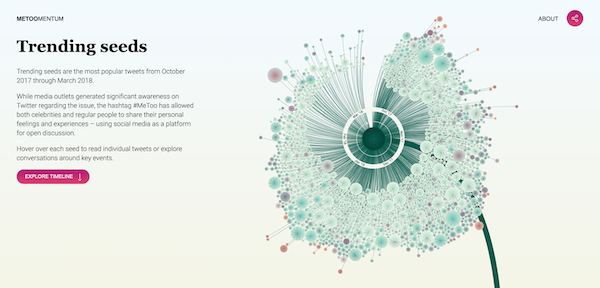 METOOMENTUM
ABOUT
Trending seeds
Trending seeds are the most popular tweets from October
2017 through March 2018.
While media outlets generated significant awareness on
Twitter regarding the issue, the hashtag #MeToo has allowed
both celebrities and regular people to share their personal
feelings and experiences – using social media as a platform
for open discussion.
Hover over each seed to read individual tweets or explore
conversations around key events.
EXPLORE TIMELINE